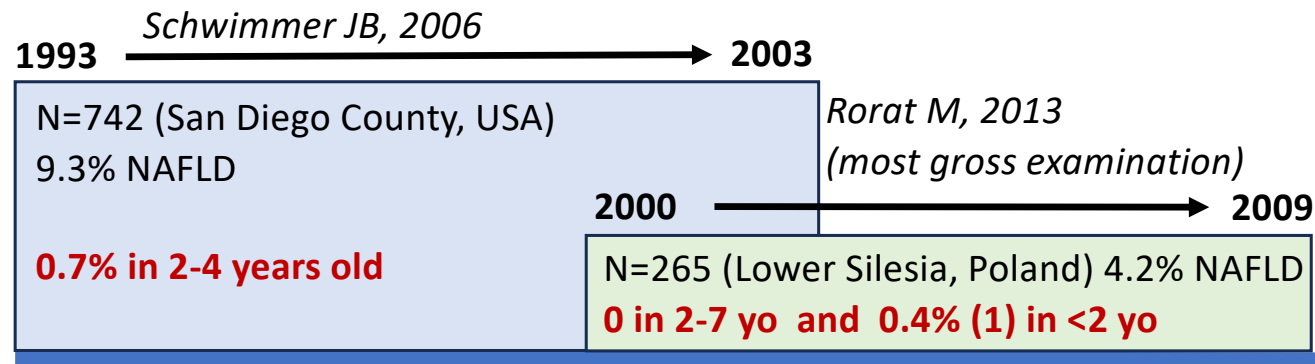 Schwimmer JB, 2006
1993 2003
N=742 (San Diego County, USA)
9.3% NAFLD
0.7% in 2-4 years old
Rorat M, 2013
(most gross examination)
2000 2009
N=265 (Lower Silesia, Poland) 4.2% NAFLD
0 in 2-7 yo and 0.4% (1) in <2 yo